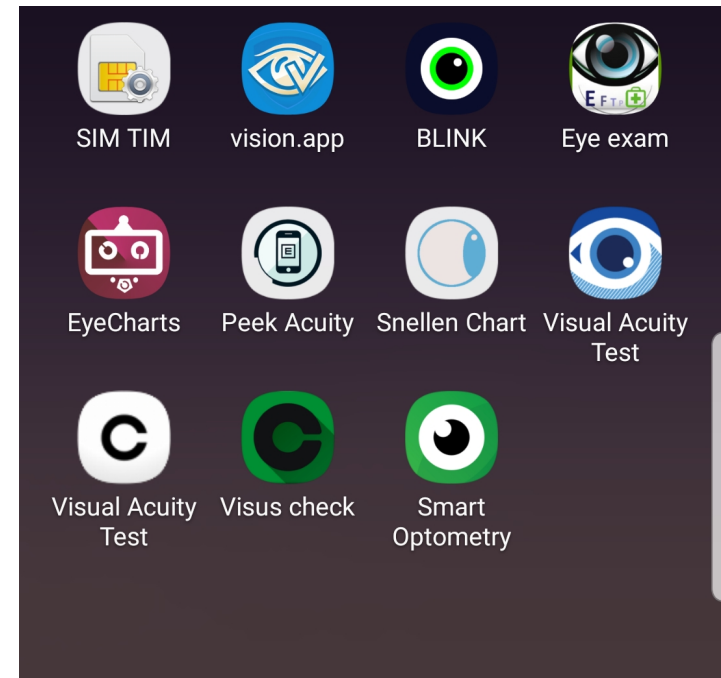 SIM TIM
vision.app
BLINK
E F T P
Eye exam
E
EyeCharts
Peek Acuity
Snellen Chart
Visual Acuity
Test
Visual Acuity
Test
Visus check
Smart
Optometry